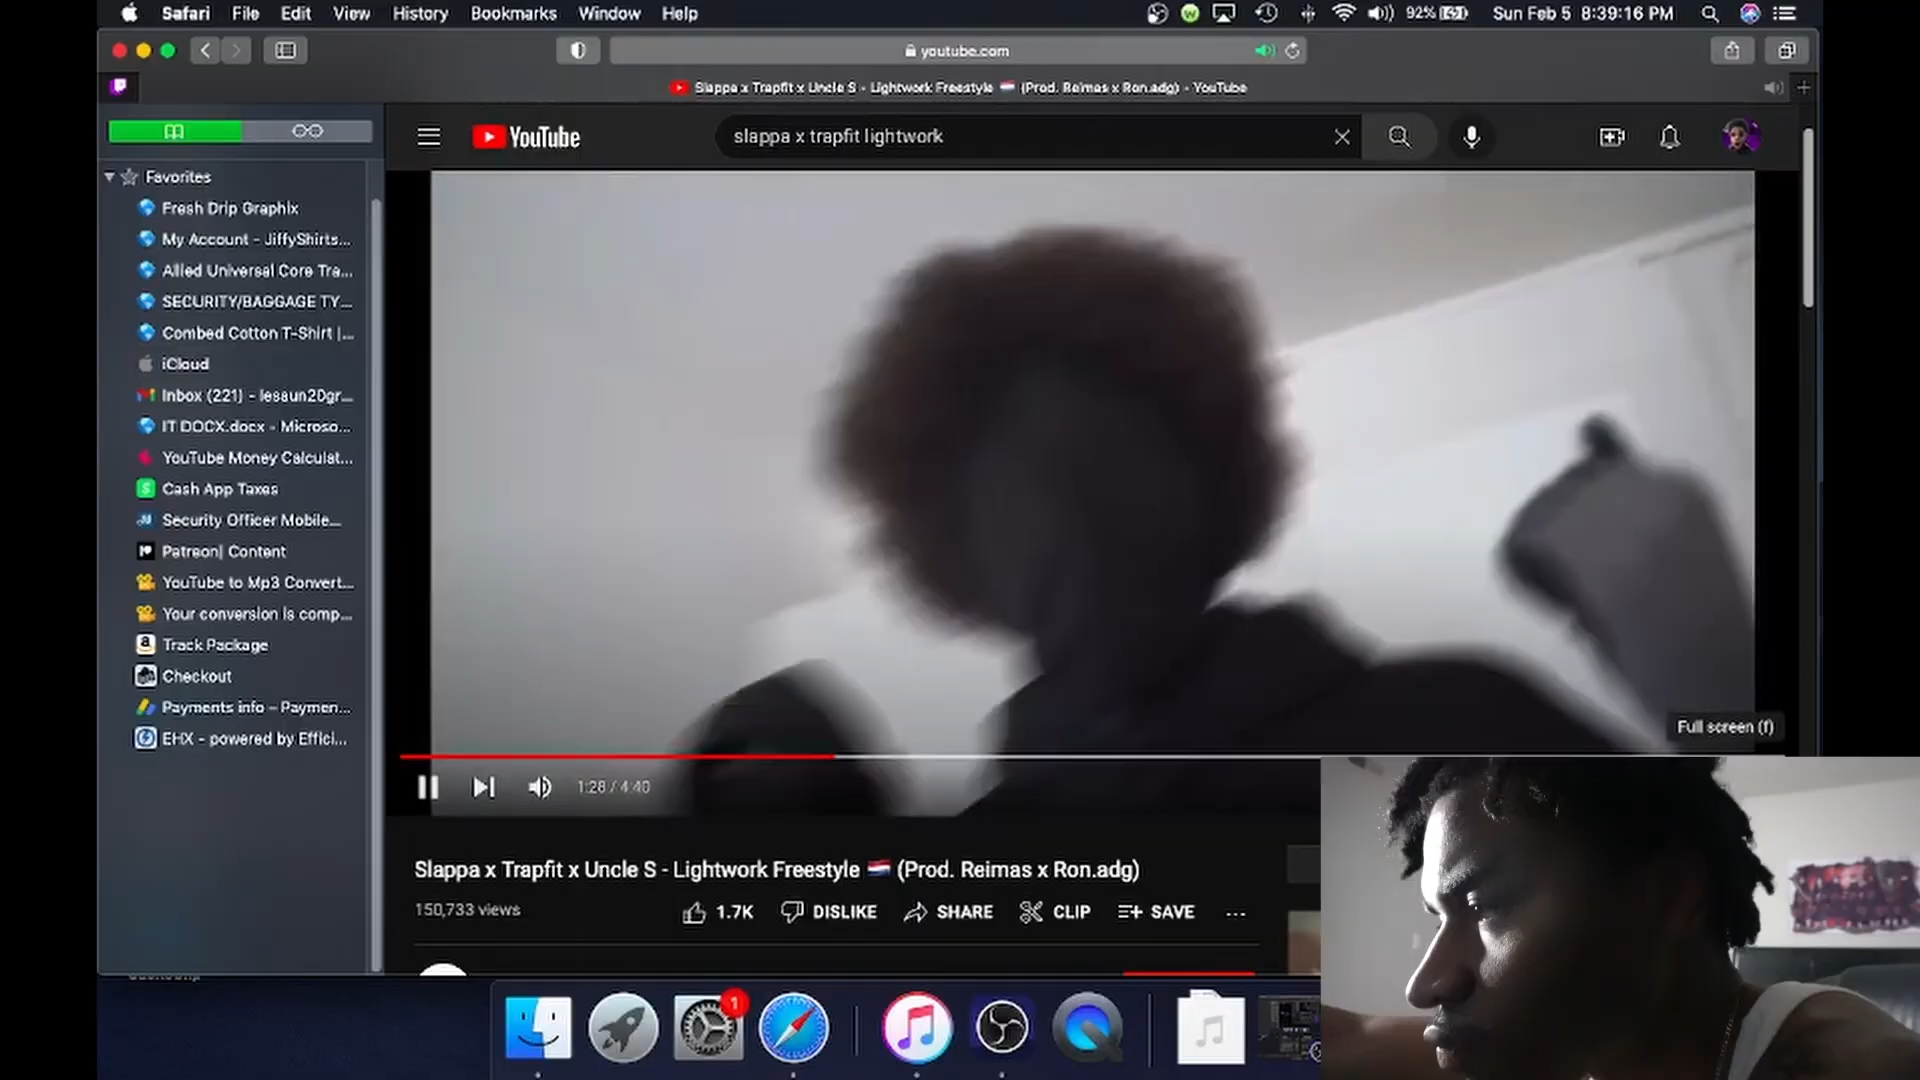 Safari File Edit View History Bookmarks Window Help
92% Sun Feb 5 8:39:16 PM
youtube.com
Slappa x Trapfit x Uncle S - Lightwork Freestyle 🇳🇱 (Prod. Reimas x Ron.adg) - YouTube
YouTube
slappa x trapfit lightwork
Favorites
Fresh Drip Graphix
My Account - JiffyShirts...
Allied Universal Core Tra...
SECURITY/BAGGAGE TY...
Combed Cotton T-Shirt |...
iCloud
Inbox (221) - lesaun20gr...
IT DOCX.docx - Microso...
YouTube Money Calculat...
Cash App Taxes
Security Officer Mobile...
Patreon| Content
YouTube to Mp3 Convert...
Your conversion is comp...
Track Package
Checkout
Payments info – Paymen...
EHX - powered by Effici...
Full screen (f)
1:28 / 4:40
Slappa x Trapfit x Uncle S - Lightwork Freestyle 🇳🇱 (Prod. Reimas x Ron.adg)
150,733 views
1.7K DISLIKE SHARE CLIP SAVE ...
1